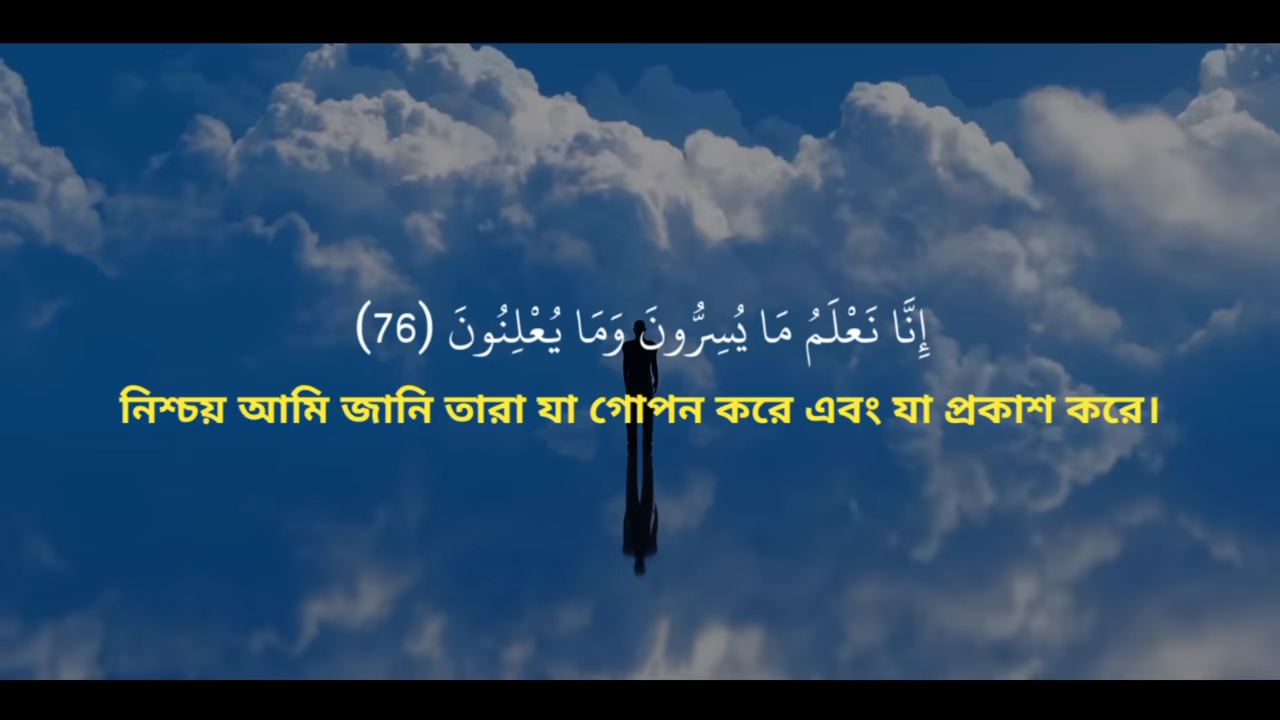 إِنَّا نَعْلَمُ مَا يُسِرُّونَ وَمَا يُعْلِنُونَ (76)
নিশ্চয় আমি জানি তারা যা গোপন করে এবং যা প্রকাশ করে।